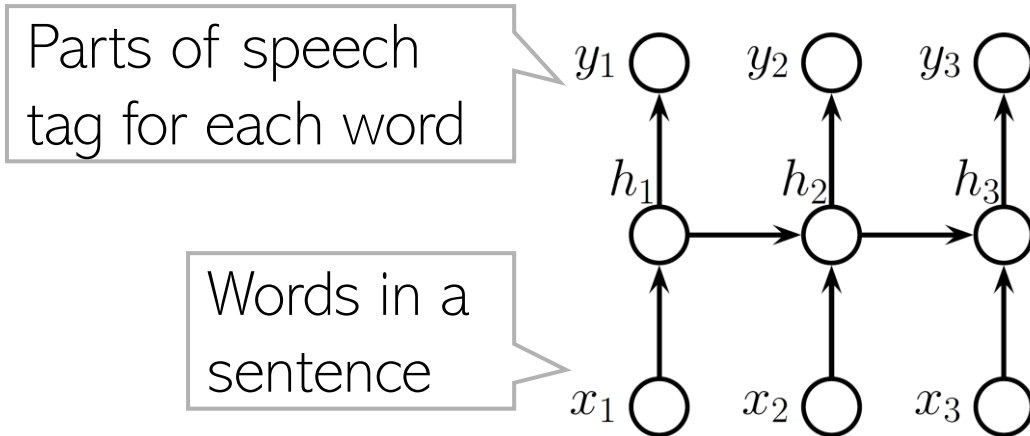 Parts of speech
tag for each word
y₁ y₂ y₃
h₁ h₂ h₃
Words in a
sentence
x₁ x₂ x₃